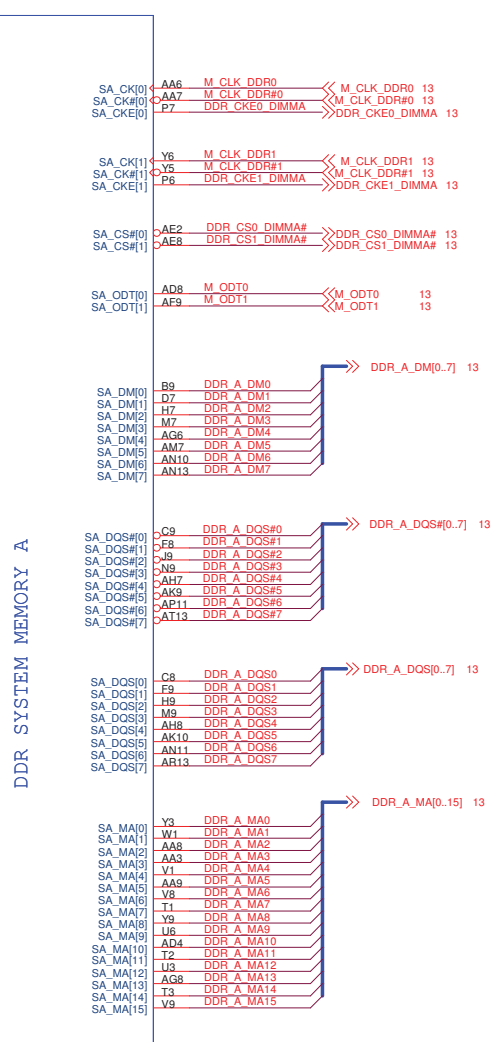 SA_CK[0] AA6 M_CLK_DDR0 M_CLK_DDR0 13
SA_CK#[0] AA7 M_CLK_DDR#0 M_CLK_DDR#0 13
SA_CKE[0] P7 DDR_CKE0_DIMMA DDR_CKE0_DIMMA 13
SA_CK[1] Y6 M_CLK_DDR1 M_CLK_DDR1 13
SA_CK#[1] Y5 M_CLK_DDR#1 M_CLK_DDR#1 13
SA_CKE[1] P6 DDR_CKE1_DIMMA DDR_CKE1_DIMMA 13
SA_CS#[0] AE2 DDR_CS0_DIMMA# DDR_CS0_DIMMA# 13
SA_CS#[1] AE8 DDR_CS1_DIMMA# DDR_CS1_DIMMA# 13
SA_ODT[0] AD8 M_ODT0 M_ODT0 13
SA_ODT[1] AF9 M_ODT1 M_ODT1 13
DDR_A_DM[0..7] 13
SA_DM[0] B9 DDR_A_DM0
SA_DM[1] D7 DDR_A_DM1
SA_DM[2] H7 DDR_A_DM2
SA_DM[3] M7 DDR_A_DM3
SA_DM[4] AG6 DDR_A_DM4
SA_DM[5] AM7 DDR_A_DM5
SA_DM[6] AN10 DDR_A_DM6
SA_DM[7] AN13 DDR_A_DM7
DDR_A_DQS#[0..7] 13
SA_DQS#[0] C9 DDR_A_DQS#0
SA_DQS#[1] F8 DDR_A_DQS#1
SA_DQS#[2] J9 DDR_A_DQS#2
SA_DQS#[3] N9 DDR_A_DQS#3
SA_DQS#[4] AH7 DDR_A_DQS#4
SA_DQS#[5] AK9 DDR_A_DQS#5
SA_DQS#[6] AP11 DDR_A_DQS#6
SA_DQS#[7] AT13 DDR_A_DQS#7
DDR SYSTEM MEMORY A
DDR_A_DQS[0..7] 13
SA_DQS[0] C8 DDR_A_DQS0
SA_DQS[1] F9 DDR_A_DQS1
SA_DQS[2] H9 DDR_A_DQS2
SA_DQS[3] M9 DDR_A_DQS3
SA_DQS[4] AH8 DDR_A_DQS4
SA_DQS[5] AK10 DDR_A_DQS5
SA_DQS[6] AN11 DDR_A_DQS6
SA_DQS[7] AR13 DDR_A_DQS7
DDR_A_MA[0..15] 13
SA_MA[0] Y3 DDR_A_MA0
SA_MA[1] W1 DDR_A_MA1
SA_MA[2] AA8 DDR_A_MA2
SA_MA[3] AA3 DDR_A_MA3
SA_MA[4] V1 DDR_A_MA4
SA_MA[5] AA9 DDR_A_MA5
SA_MA[6] V8 DDR_A_MA6
SA_MA[7] T1 DDR_A_MA7
SA_MA[8] Y9 DDR_A_MA8
SA_MA[9] U6 DDR_A_MA9
SA_MA[10] AD4 DDR_A_MA10
SA_MA[11] T2 DDR_A_MA11
SA_MA[12] U3 DDR_A_MA12
SA_MA[13] AG8 DDR_A_MA13
SA_MA[14] T3 DDR_A_MA14
SA_MA[15] V9 DDR_A_MA15